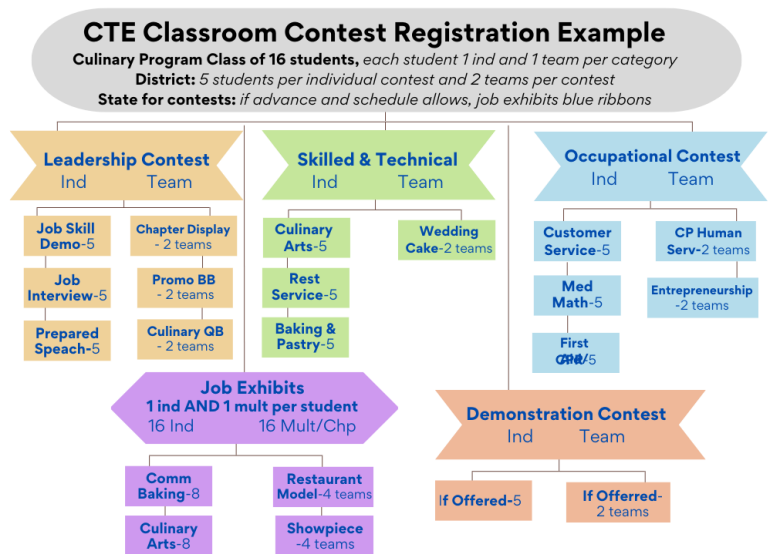 CTE Classroom Contest Registration Example
Culinary Program Class of 16 students, each student 1 ind and 1 team per category
District: 5 students per individual contest and 2 teams per contest
State for contests: if advance and schedule allows, job exhibits blue ribbons
Leadership Contest
Ind Team
Job Skill
Demo-5
Job
Interview-5
Prepared
Speach-5
Chapter Display
- 2 teams
Promo BB
- 2 teams
Culinary QB
- 2 teams
Skilled & Technical
Ind Team
Culinary
Arts-5
Rest
Service-5
Baking &
Pastry-5
Wedding
Cake-2 teams
Occupational Contest
Ind Team
Customer
Service-5
Med
Math-5
First
-5
CP Human
Serv-2 teams
Entrepreneurship
-2 teams
Job Exhibits
1 ind AND 1 mult per student
16 Ind 16 Mult/Chp
Comm
Baking-8
Culinary
Arts-8
Restaurant
Model-4 teams
Showpiece
-4 teams
Demonstration Contest
Ind Team
If Offered-5
If Offerred-
2 teams